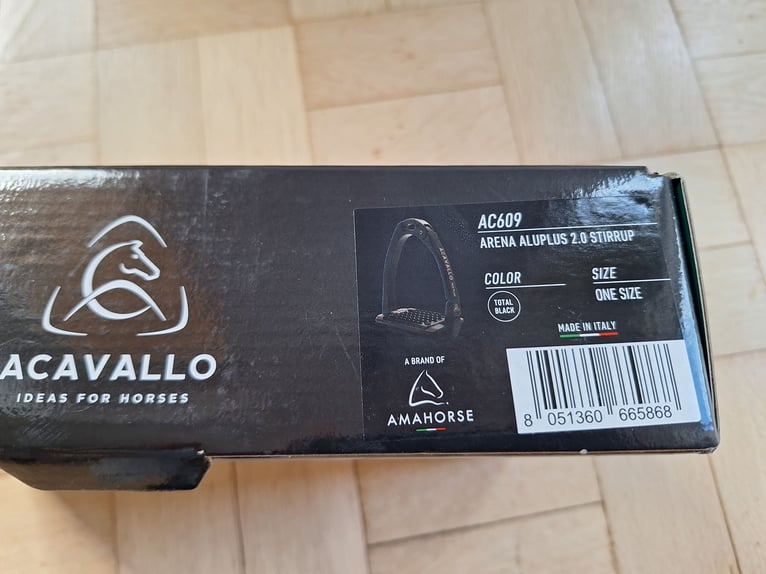 ACAVALLO
IDEAS FOR HORSES
AC609
ARENA ALUPLUS 2.0 STIRRUP
COLOR
TOTAL
BLACK
SIZE
ONE SIZE
MADE IN ITALY
A BRAND OF
AMAHORSE
8 051360 665868
ACAVALLO